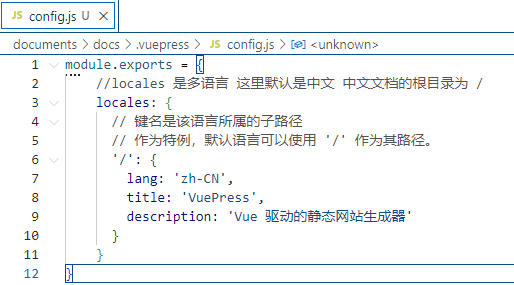 JS config.js U ×
documents > docs > .vuepress > JS config.js > <unknown>
1 module.exports = {
2 //locales 是多语言 这里默认是中文 中文文档的根目录为 /
3 locales: {
4 // 键名是该语言所属的子路径
5 // 作为特例，默认语言可以使用 '/' 作为其路径。
6 '/': {
7 lang: 'zh-CN',
8 title: 'VuePress',
9 description: 'Vue 驱动的静态网站生成器'
10 }
11 }
12 }